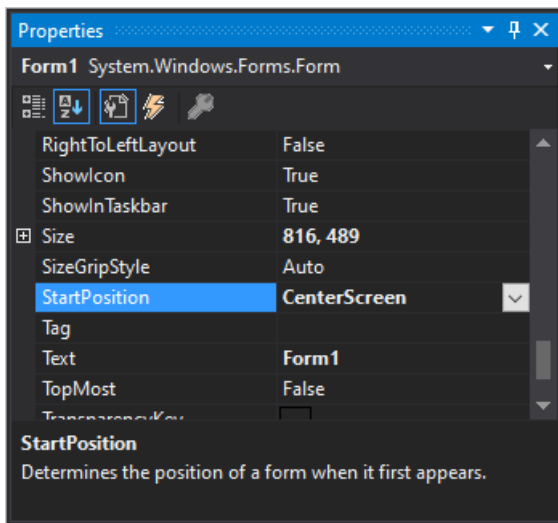 Properties
Form1 System.Windows.Forms.Form
RightToLeftLayout False
ShowIcon True
ShowInTaskbar True
Size 816, 489
SizeGripStyle Auto
StartPosition CenterScreen
Tag
Text Form1
TopMost False
TransparencyKey
StartPosition
Determines the position of a form when it first appears.